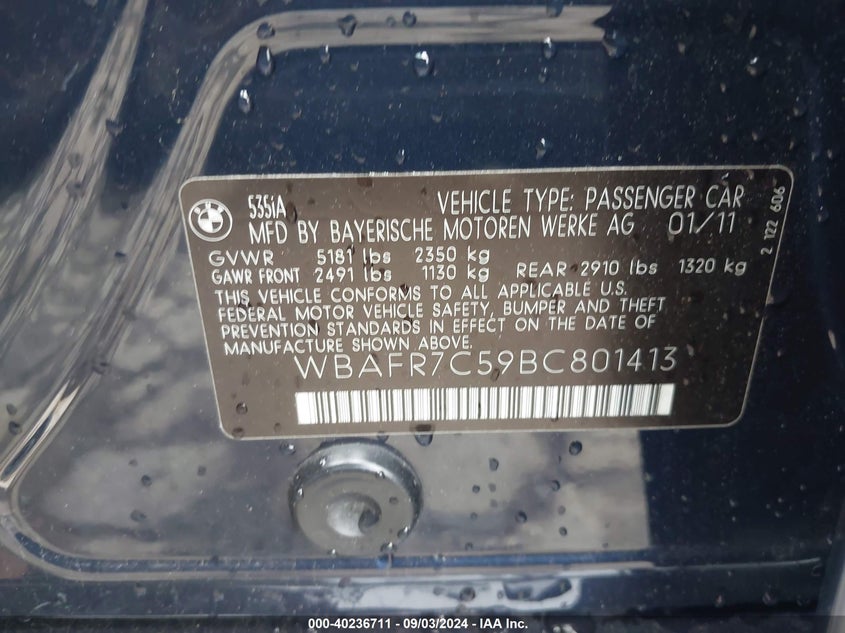 535iA VEHICLE TYPE: PASSENGER CAR
MFD BY BAYERISCHE MOTOREN WERKE AG 01/11
GVWR 5181 lbs 2350 kg
GAWR FRONT 2491 lbs 1130 kg REAR 2910 lbs 1320 kg
THIS VEHICLE CONFORMS TO ALL APPLICABLE U.S.
FEDERAL MOTOR VEHICLE SAFETY, BUMPER AND THEFT
PREVENTION STANDARDS IN EFFECT ON THE DATE OF
MANUFACTURE SHOWN ABOVE.
WBAFR7C59BC801413
2 122 606
000-40236711 - 09/03/2024 - IAA Inc.